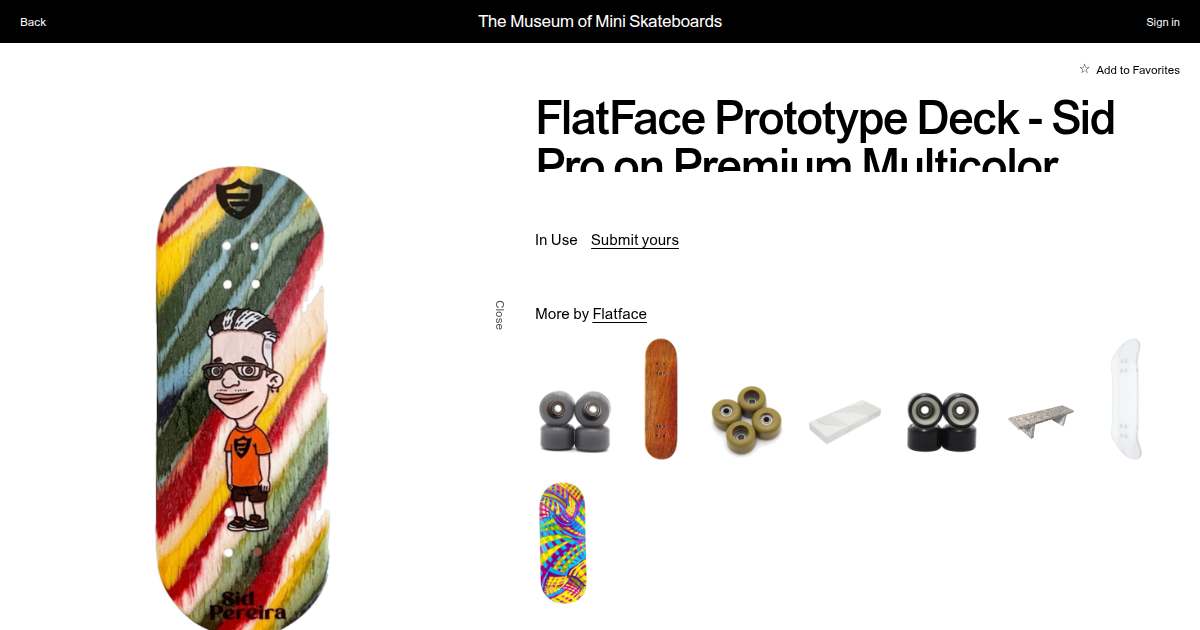 Back
The Museum of Mini Skateboards
Sign in
☆ Add to Favorites
FlatFace Prototype Deck - Sid
Pro on Premium Multicolor
In Use Submit yours
Close
More by Flatface
Sid
Pereira